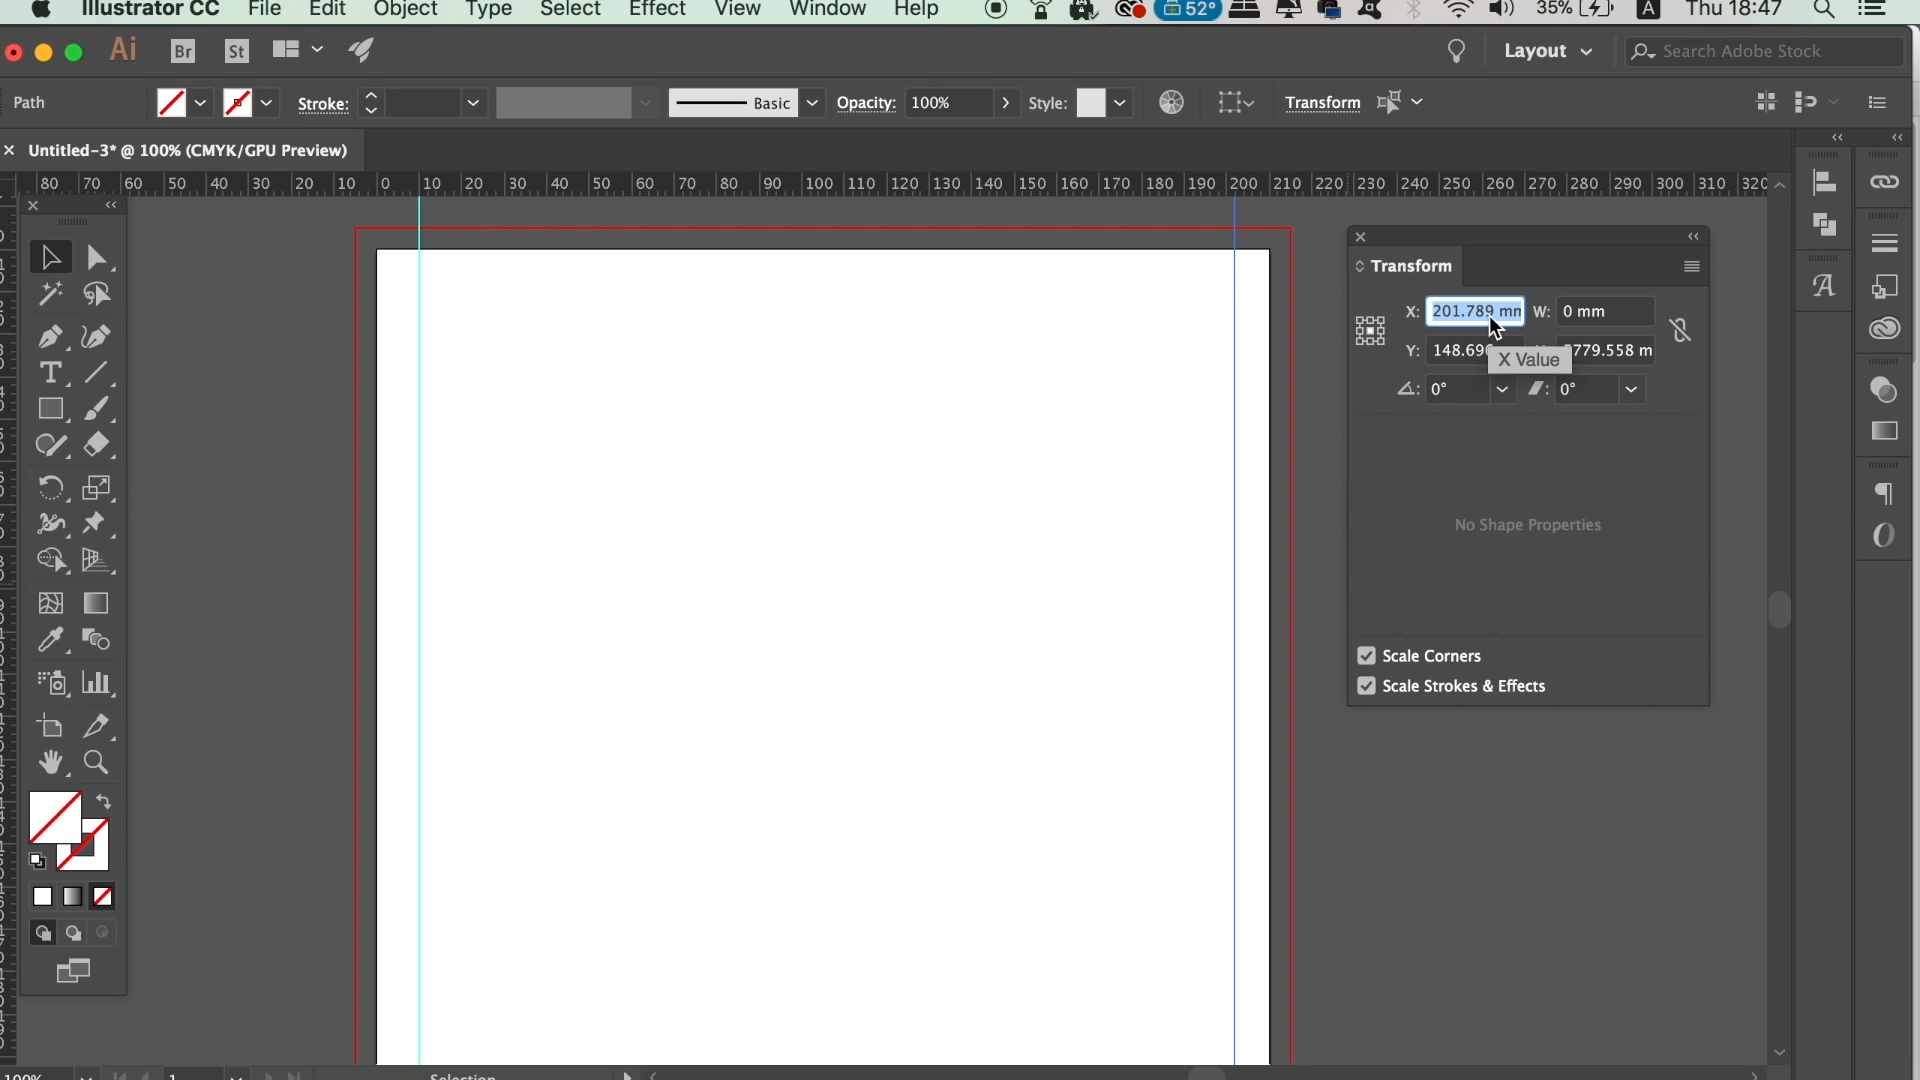 Illustrator CC File Edit Object Type Select Effect View Window Help 52° 35% A Thu 18:47
Ai Br St Layout Search Adobe Stock
Path Stroke: Basic Opacity: 100% Style: Transform
Untitled-3* @ 100% (CMYK/GPU Preview)
80 70 60 50 40 30 20 10 0 10 20 30 40 50 60 70 80 90 100 110 120 130 140 150 160 170 180 190 200 210 220 230 240 250 260 270 280 290 300 310 320
Transform
X: 201.789 mm W: 0 mm
Y: 148.696 779.558 m
X Value
0° 0°
No Shape Properties
Scale Corners
Scale Strokes & Effects
100% 1 Selection